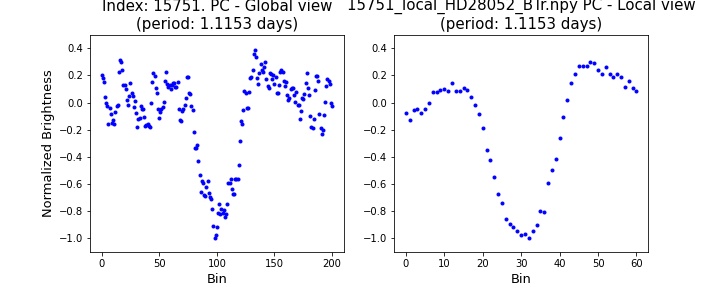 Index: 15751. PC - Global view
(period: 1.1153 days)
15751_local_HD28052_BTr.npy PC - Local view
(period: 1.1153 days)
Normalized Brightness
0.4
0.2
0.0
−0.2
−0.4
−0.6
−0.8
−1.0
0 50 100 150 200
Bin
0.4
0.2
0.0
−0.2
−0.4
−0.6
−0.8
−1.0
0 10 20 30 40 50 60
Bin